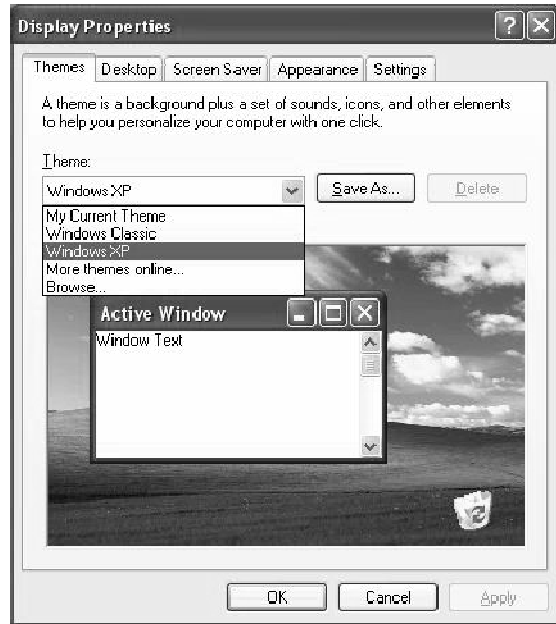 Display Properties
Themes Desktop Screen Saver Appearance Settings
A theme is a background plus a set of sounds, icons, and other elements
to help you personalize your computer with one click.
Theme:
Windows XP Save As... Delete
My Current Theme
Windows Classic
Windows XP
More themes online...
Browse...
Active Window
Window Text
OK Cancel Apply